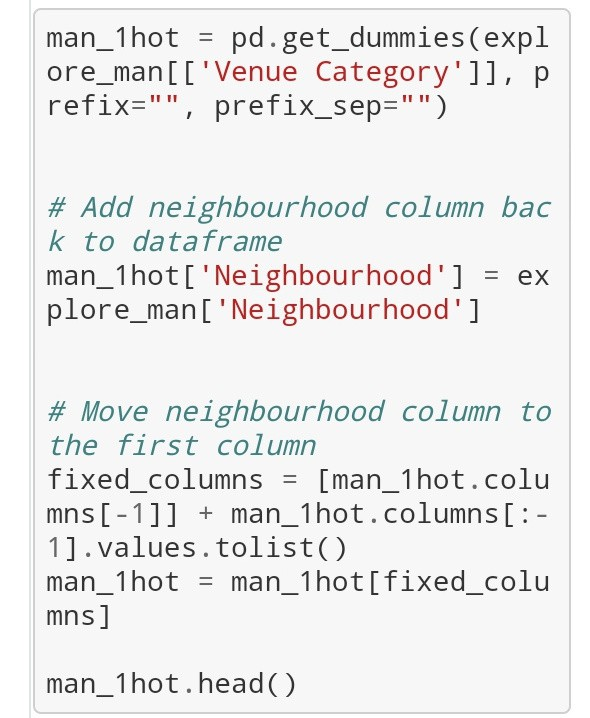 man_1hot = pd.get_dummies(expl
ore_man[['Venue Category']], p
refix="", prefix_sep="")
# Add neighbourhood column bac
k to dataframe
man_1hot['Neighbourhood'] = ex
plore_man['Neighbourhood']
# Move neighbourhood column to
the first column
fixed_columns = [man_1hot.colu
mns[-1]] + man_1hot.columns[:-
1].values.tolist()
man_1hot = man_1hot[fixed_colu
mns]
man_1hot.head()